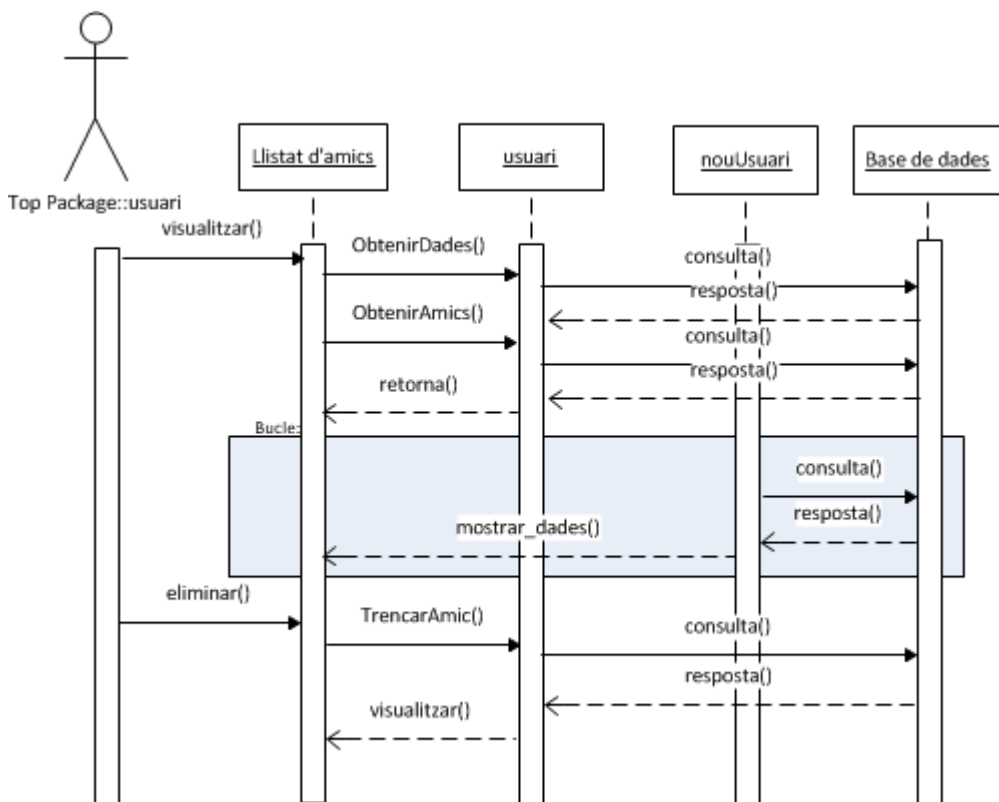 Llistat d'amics
usuari
nouUsuari
Base de dades
Top Package::usuari
visualitzar()
ObtenirDades()
consulta()
resposta()
ObtenirAmics()
consulta()
resposta()
retorna()
Bucle:
consulta()
resposta()
mostrar_dades()
eliminar()
TrencarAmic()
consulta()
resposta()
visualitzar()